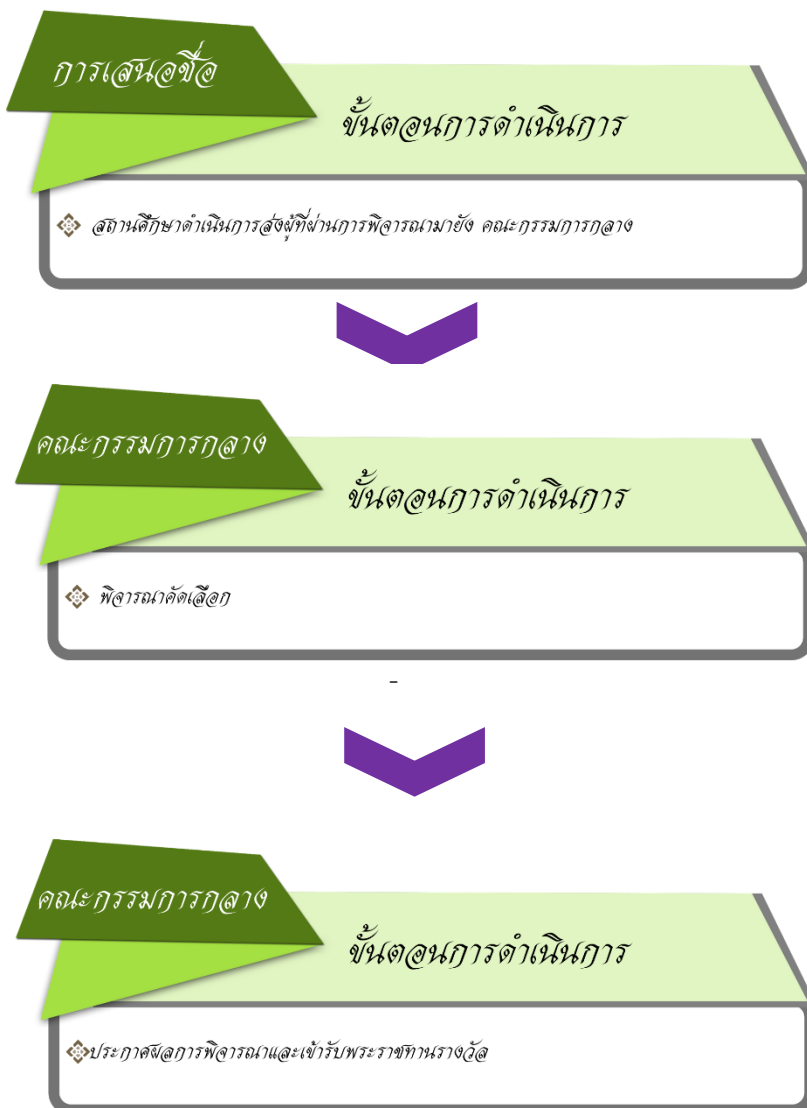 การเสนอชื่อ
ขั้นตอนการดำเนินการ
สถานศึกษาดำเนินการส่งผู้ที่ผ่านการพิจารณามายัง คณะกรรมการกลาง
คณะกรรมการกลาง
ขั้นตอนการดำเนินการ
พิจารณาคัดเลือก
-
คณะกรรมการกลาง
ขั้นตอนการดำเนินการ
ประกาศผลการพิจารณาและเข้ารับพระราชทานรางวัล